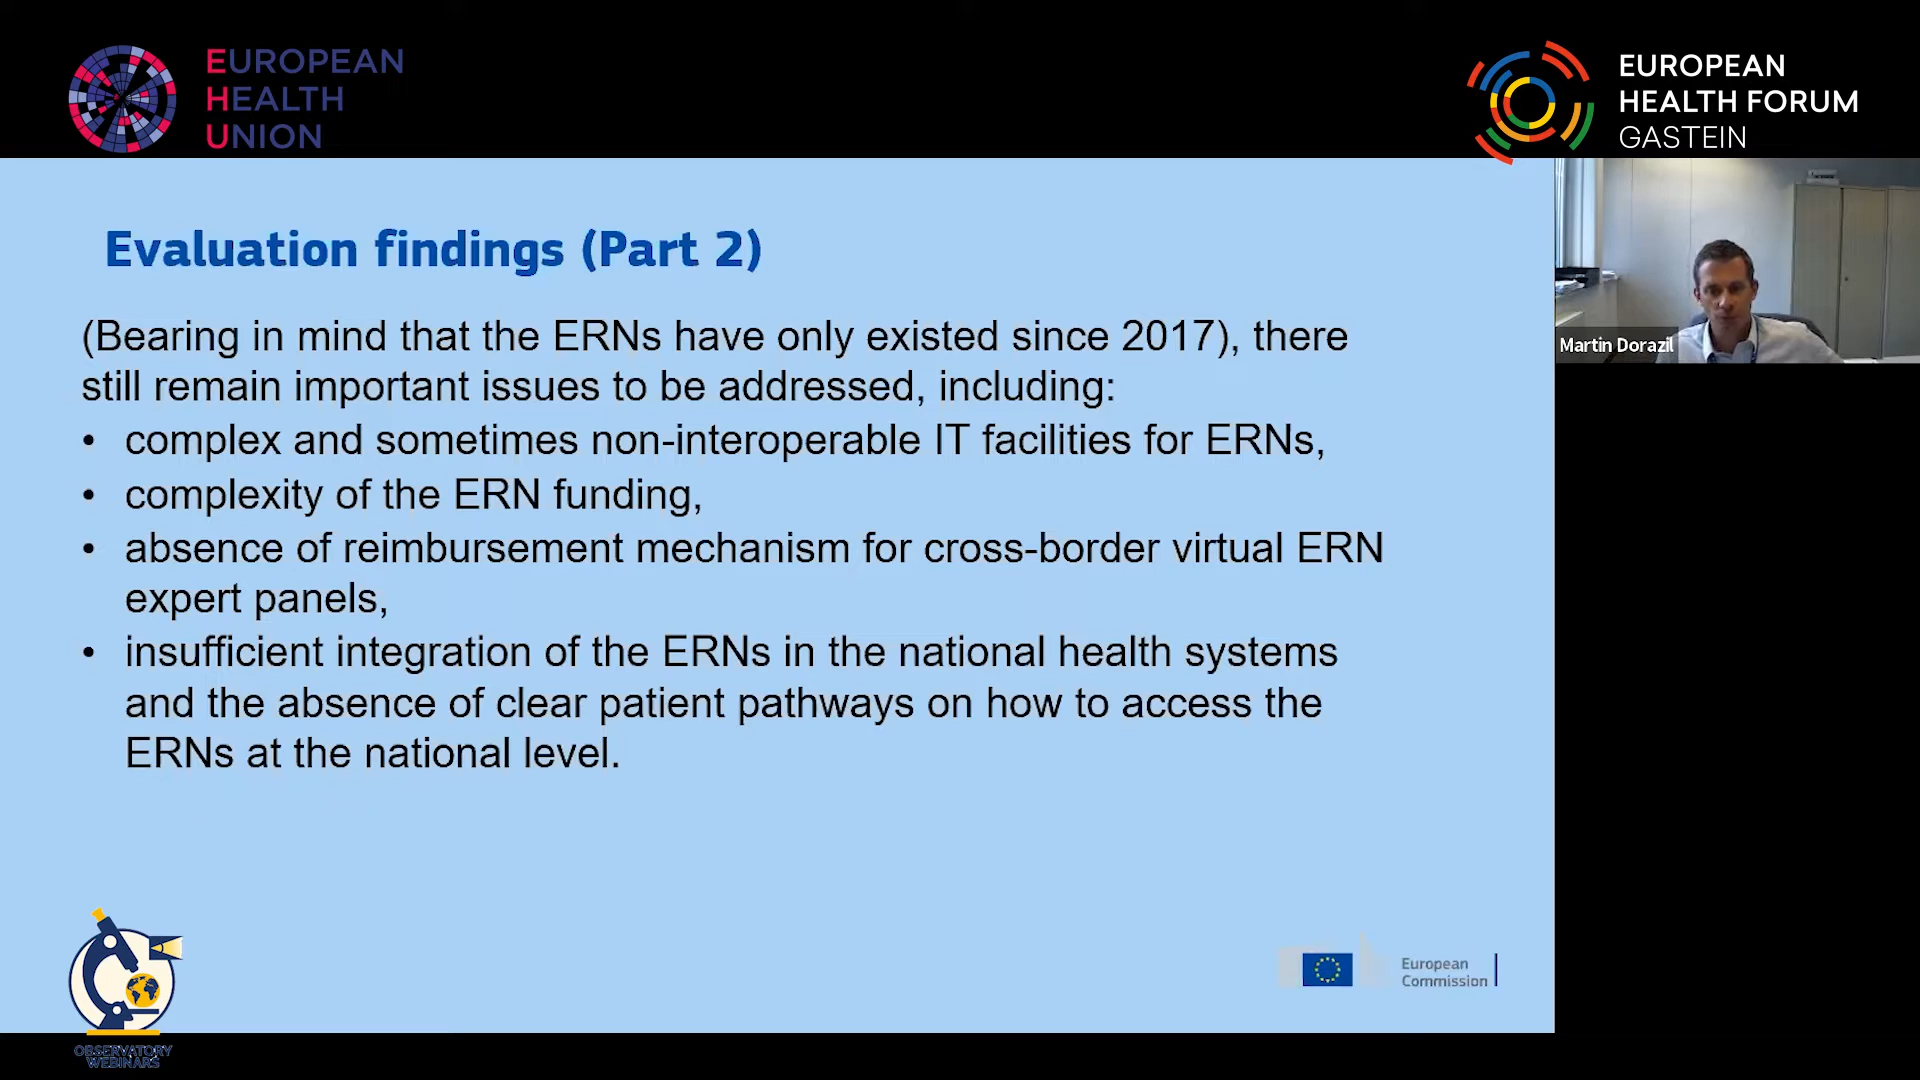 EUROPEAN
HEALTH
UNION
EUROPEAN
HEALTH FORUM
GASTEIN
Evaluation findings (Part 2)
(Bearing in mind that the ERNs have only existed since 2017), there
still remain important issues to be addressed, including:
• complex and sometimes non-interoperable IT facilities for ERNs,
• complexity of the ERN funding,
• absence of reimbursement mechanism for cross-border virtual ERN
expert panels,
• insufficient integration of the ERNs in the national health systems
and the absence of clear patient pathways on how to access the
ERNs at the national level.
Martin Dorazil
European
Commission
OBSERVATORY
WEBINARS